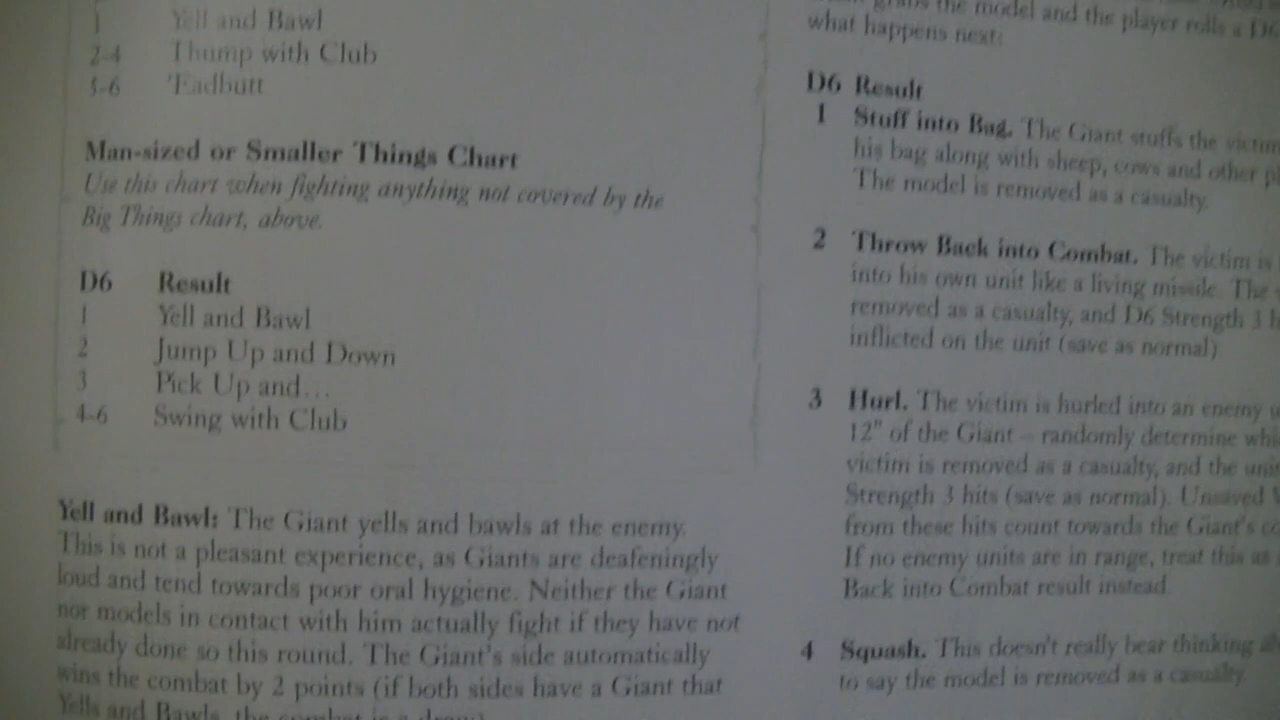 1 Yell and Bawl
2-4 Thump with Club
5-6 'Eadbutt
Man-sized or Smaller Things Chart
Use this chart when fighting anything not covered by the
Big Things chart, above.
D6 Result
1 Yell and Bawl
2 Jump Up and Down
3 Pick Up and...
4-6 Swing with Club
Yell and Bawl: The Giant yells and bawls at the enemy.
This is not a pleasant experience, as Giants are deafeningly
loud and tend towards poor oral hygiene. Neither the Giant
nor models in contact with him actually fight if they have not
already done so this round. The Giant's side automatically
wins the combat by 2 points (if both sides have a Giant that
Yells and Bawls, the combat is a draw).
grabs the model and the player rolls a D6
what happens next:
D6 Result
1 Stuff into Bag. The Giant stuffs the
his bag along with sheep, cows and other
The model is removed as a casualty.
2 Throw Back into Combat. The victim is
into his own unit like a living missile. The
removed as a casualty, and D6 Strength 3
inflicted on the unit (save as normal)
3 Hurl. The victim is hurled into an enemy
12" of the Giant – randomly determine
victim is removed as a casualty, and the
Strength 3 hits (save as normal). Unsaved
from these hits count towards the Giant's
If no enemy units are in range, treat this as
Back into Combat result instead.
4 Squash. This doesn't really bear thinking
to say the model is removed as a casualty.